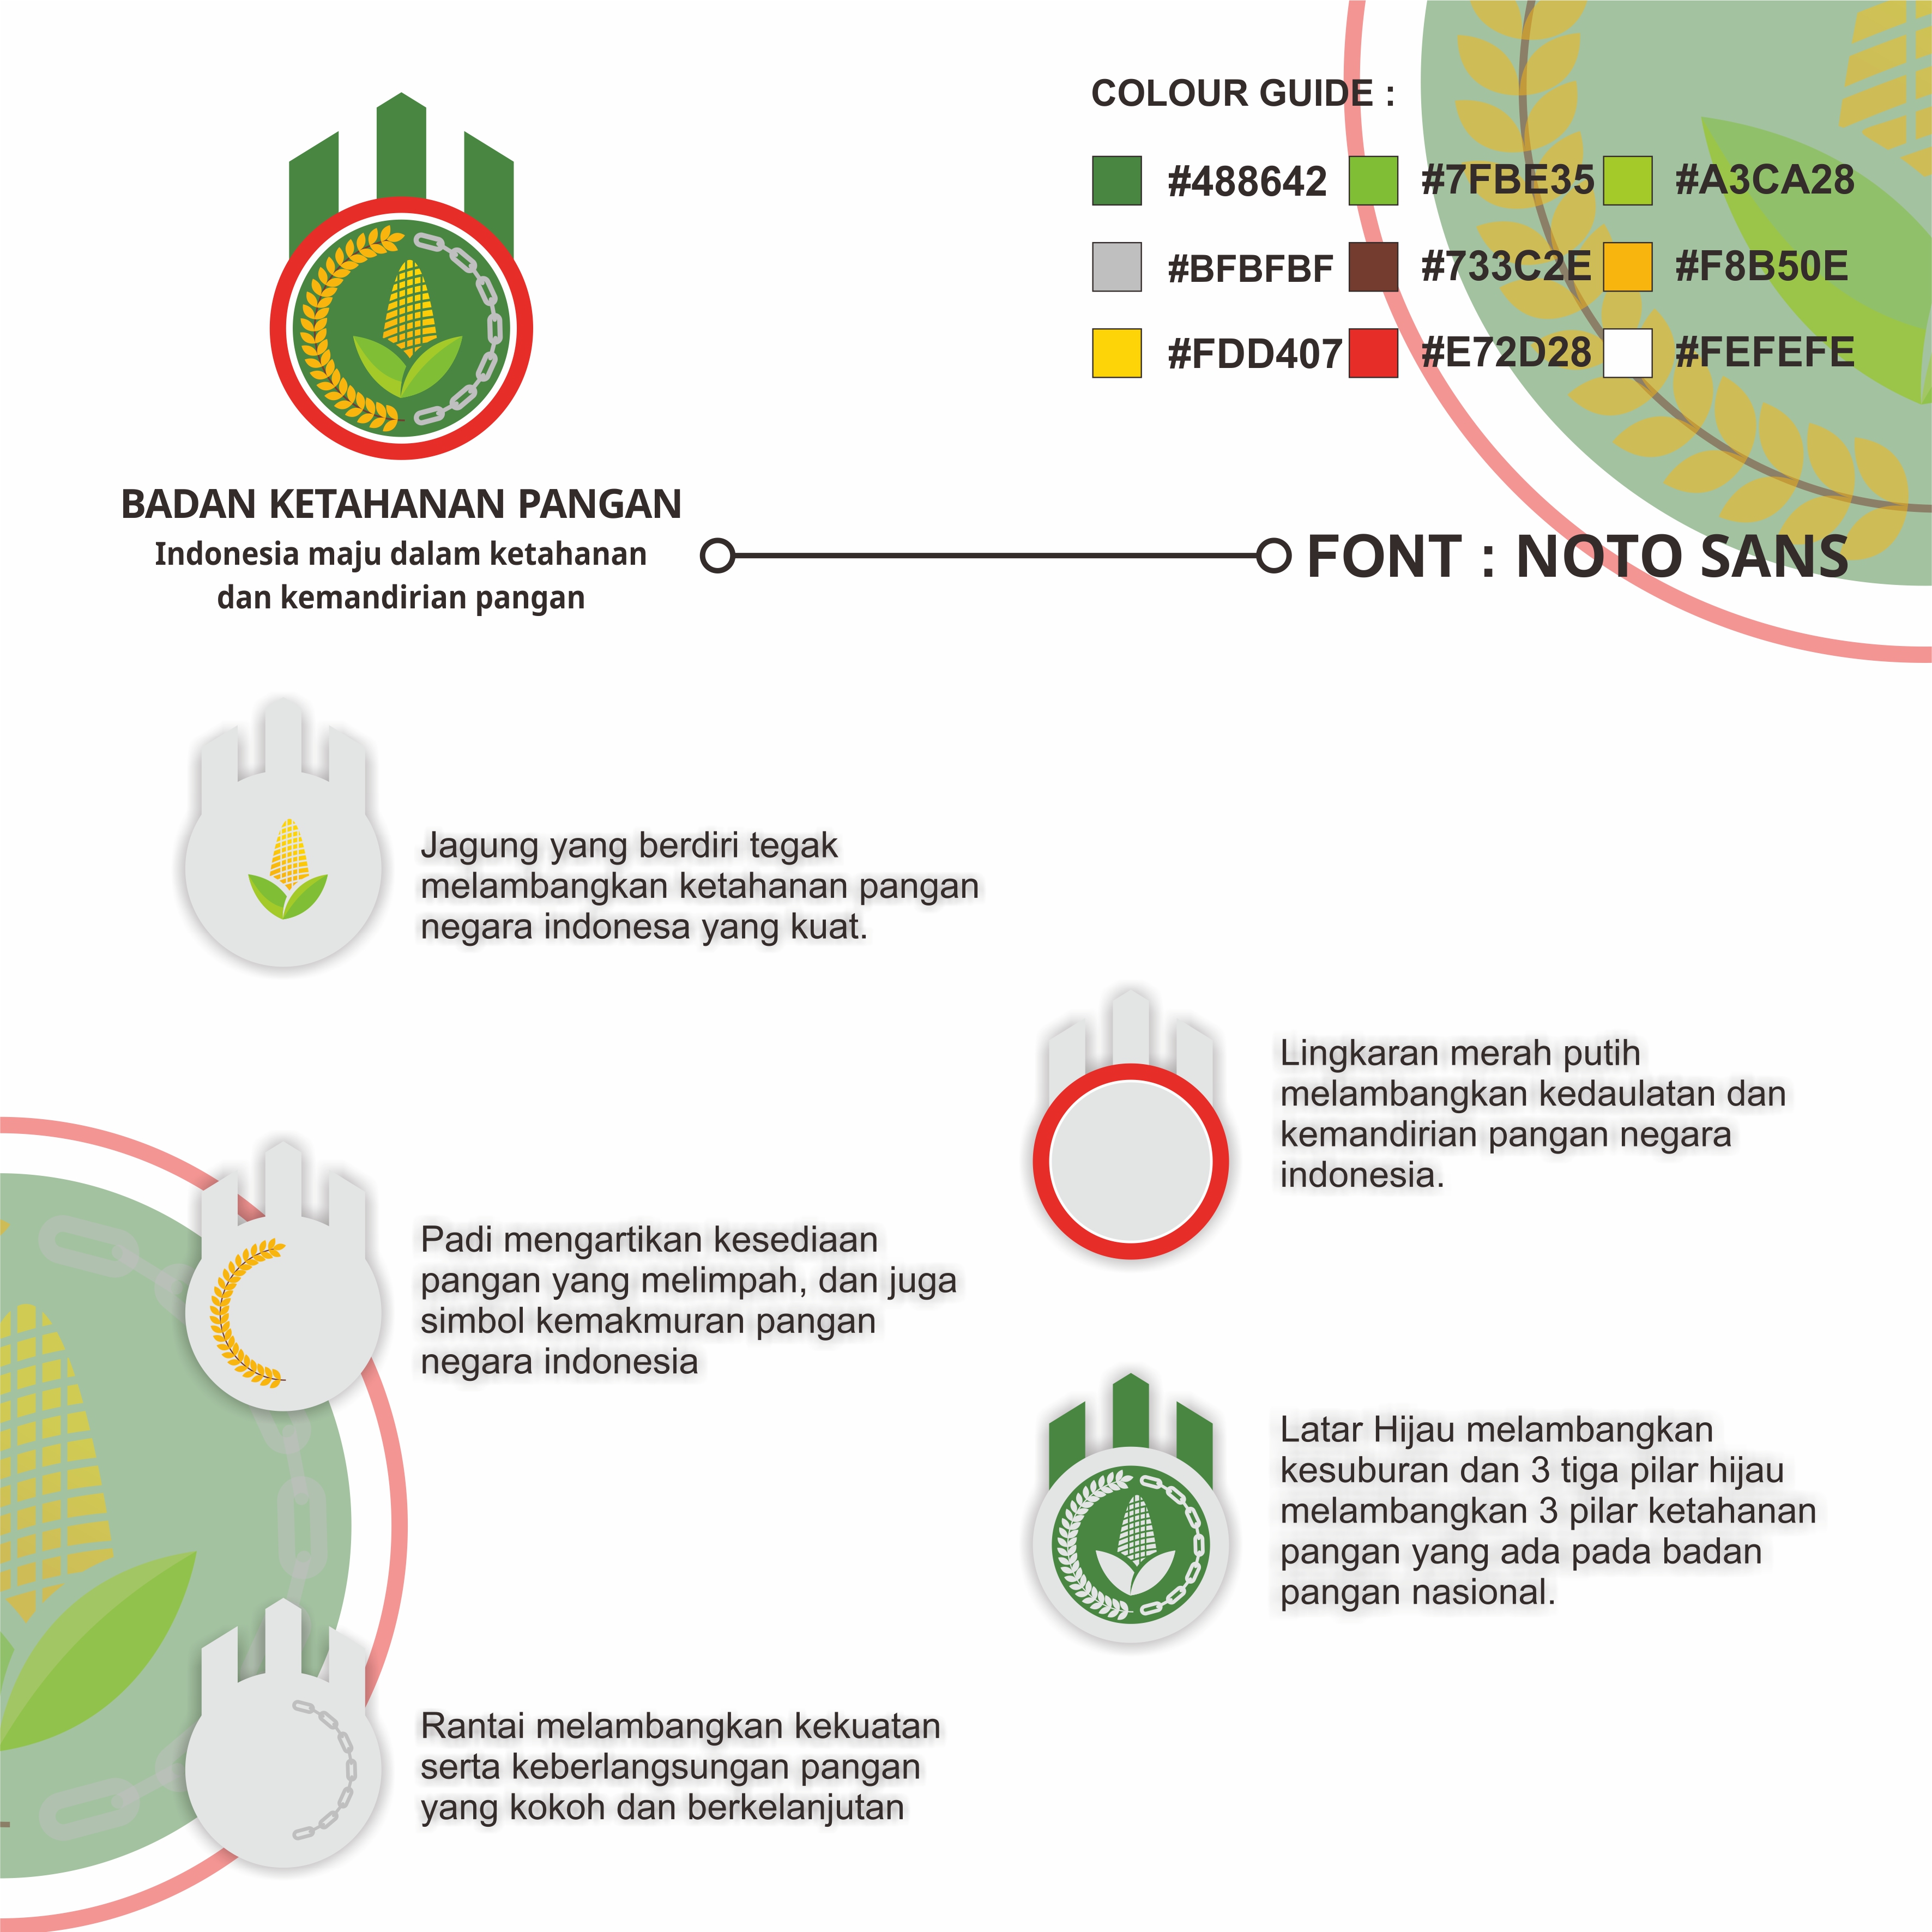 COLOUR GUIDE :
#488642 #7FBE35 #A3CA28
#BFBFBF #733C2E #F8B50E
#FDD407 #E72D28 #FEFEFE
BADAN KETAHANAN PANGAN
Indonesia maju dalam ketahanan
dan kemandirian pangan
FONT : NOTO SANS
Jagung yang berdiri tegak
melambangkan ketahanan pangan
negara indonesa yang kuat.
Lingkaran merah putih
melambangkan kedaulatan dan
kemandirian pangan negara
indonesia.
Padi mengartikan kesediaan
pangan yang melimpah, dan juga
simbol kemakmuran pangan
negara indonesia
Latar Hijau melambangkan
kesuburan dan 3 tiga pilar hijau
melambangkan 3 pilar ketahanan
pangan yang ada pada badan
pangan nasional.
Rantai melambangkan kekuatan
serta keberlangsungan pangan
yang kokoh dan berkelanjutan